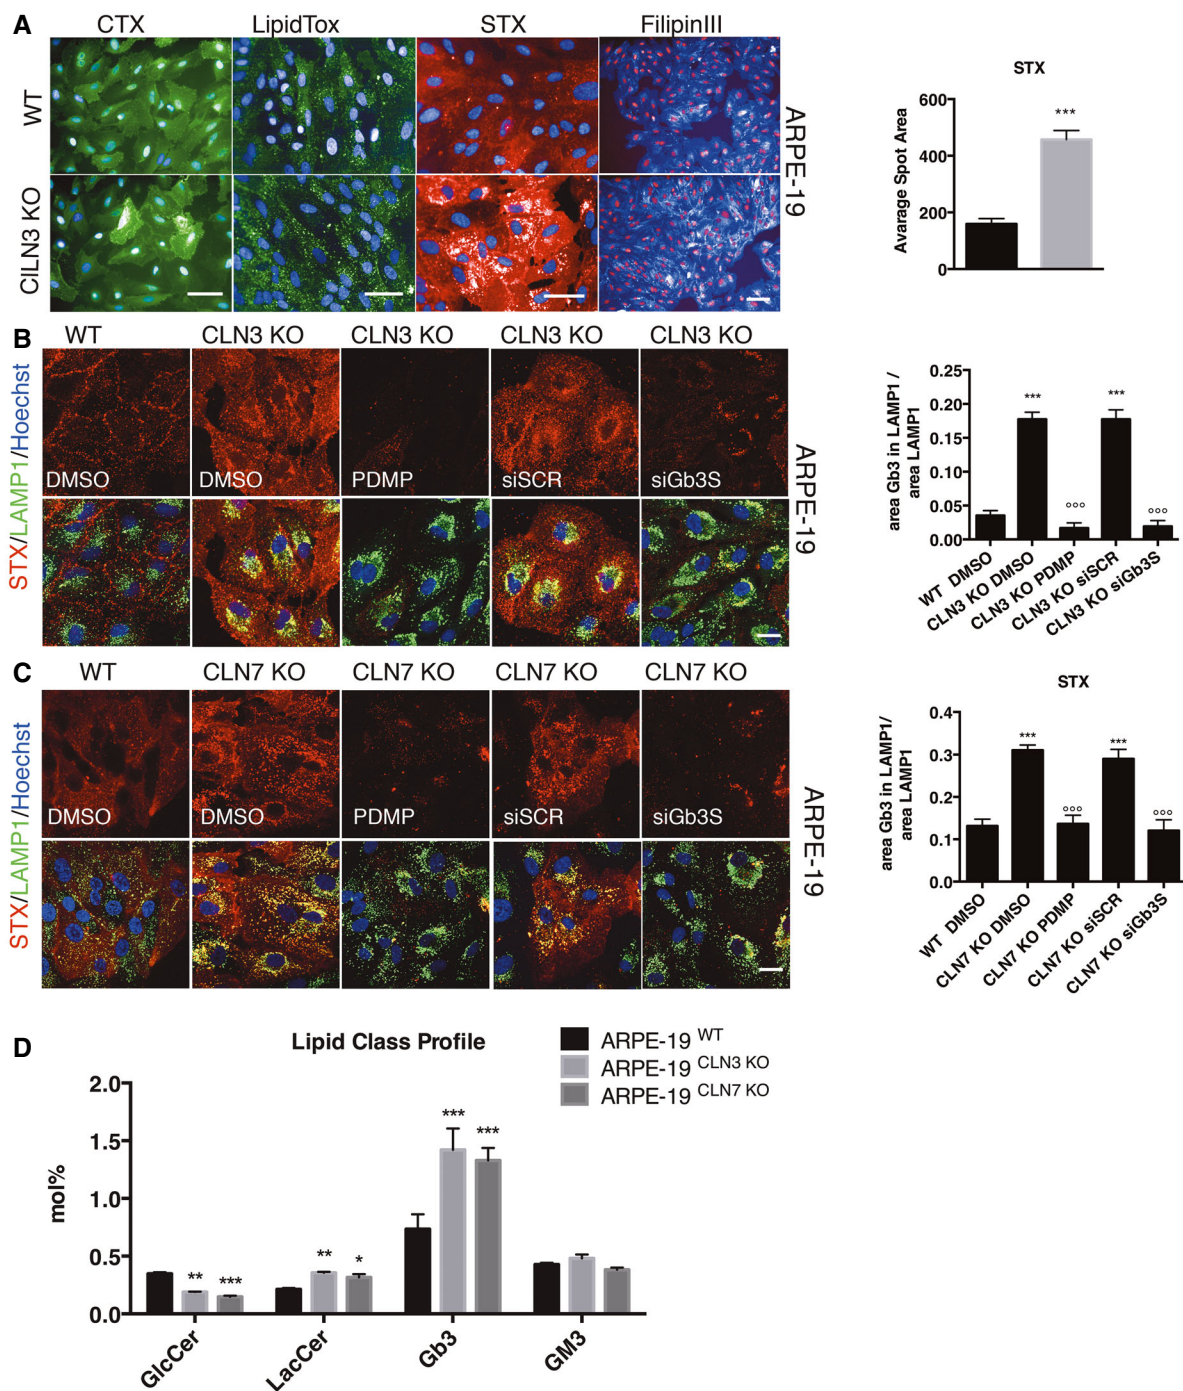 A
CTX LipidTox STX FilipinIII
WT
ClLN3 KO
ARPE-19
STX
Avarage Spot Area
600
400
200
0
***
B
WT CLN3 KO CLN3 KO CLN3 KO CLN3 KO
DMSO DMSO PDMP siSCR siGb3S
STX/LAMP1/Hoechst
ARPE-19
area Gb3 in LAMP1 /
area LAMP1
0.25
0.20
0.15
0.10
0.05
0.00
*** °°° *** °°°
WT DMSO
CLN3 KO DMSO
CLN3 KO PDMP
CLN3 KO siSCR
CLN3 KO siGb3S
C
WT CLN7 KO CLN7 KO CLN7 KO CLN7 KO
DMSO DMSO PDMP siSCR siGb3S
STX/LAMP1/Hoechst
ARPE-19
STX
area Gb3 in LAMP1/
area LAMP1
0.4
0.3
0.2
0.1
0.0
*** °°° *** °°°
WT DMSO
CLN7 KO DMSO
CLN7 KO PDMP
CLN7 KO siSCR
CLN7 KO siGb3S
D
Lipid Class Profile
ARPE-19 WT
ARPE-19 CLN3 KO
ARPE-19 CLN7 KO
mol%
2.0
1.5
1.0
0.5
0.0
** *** ** * *** ***
GlcCer
LacCer
Gb3
GM3